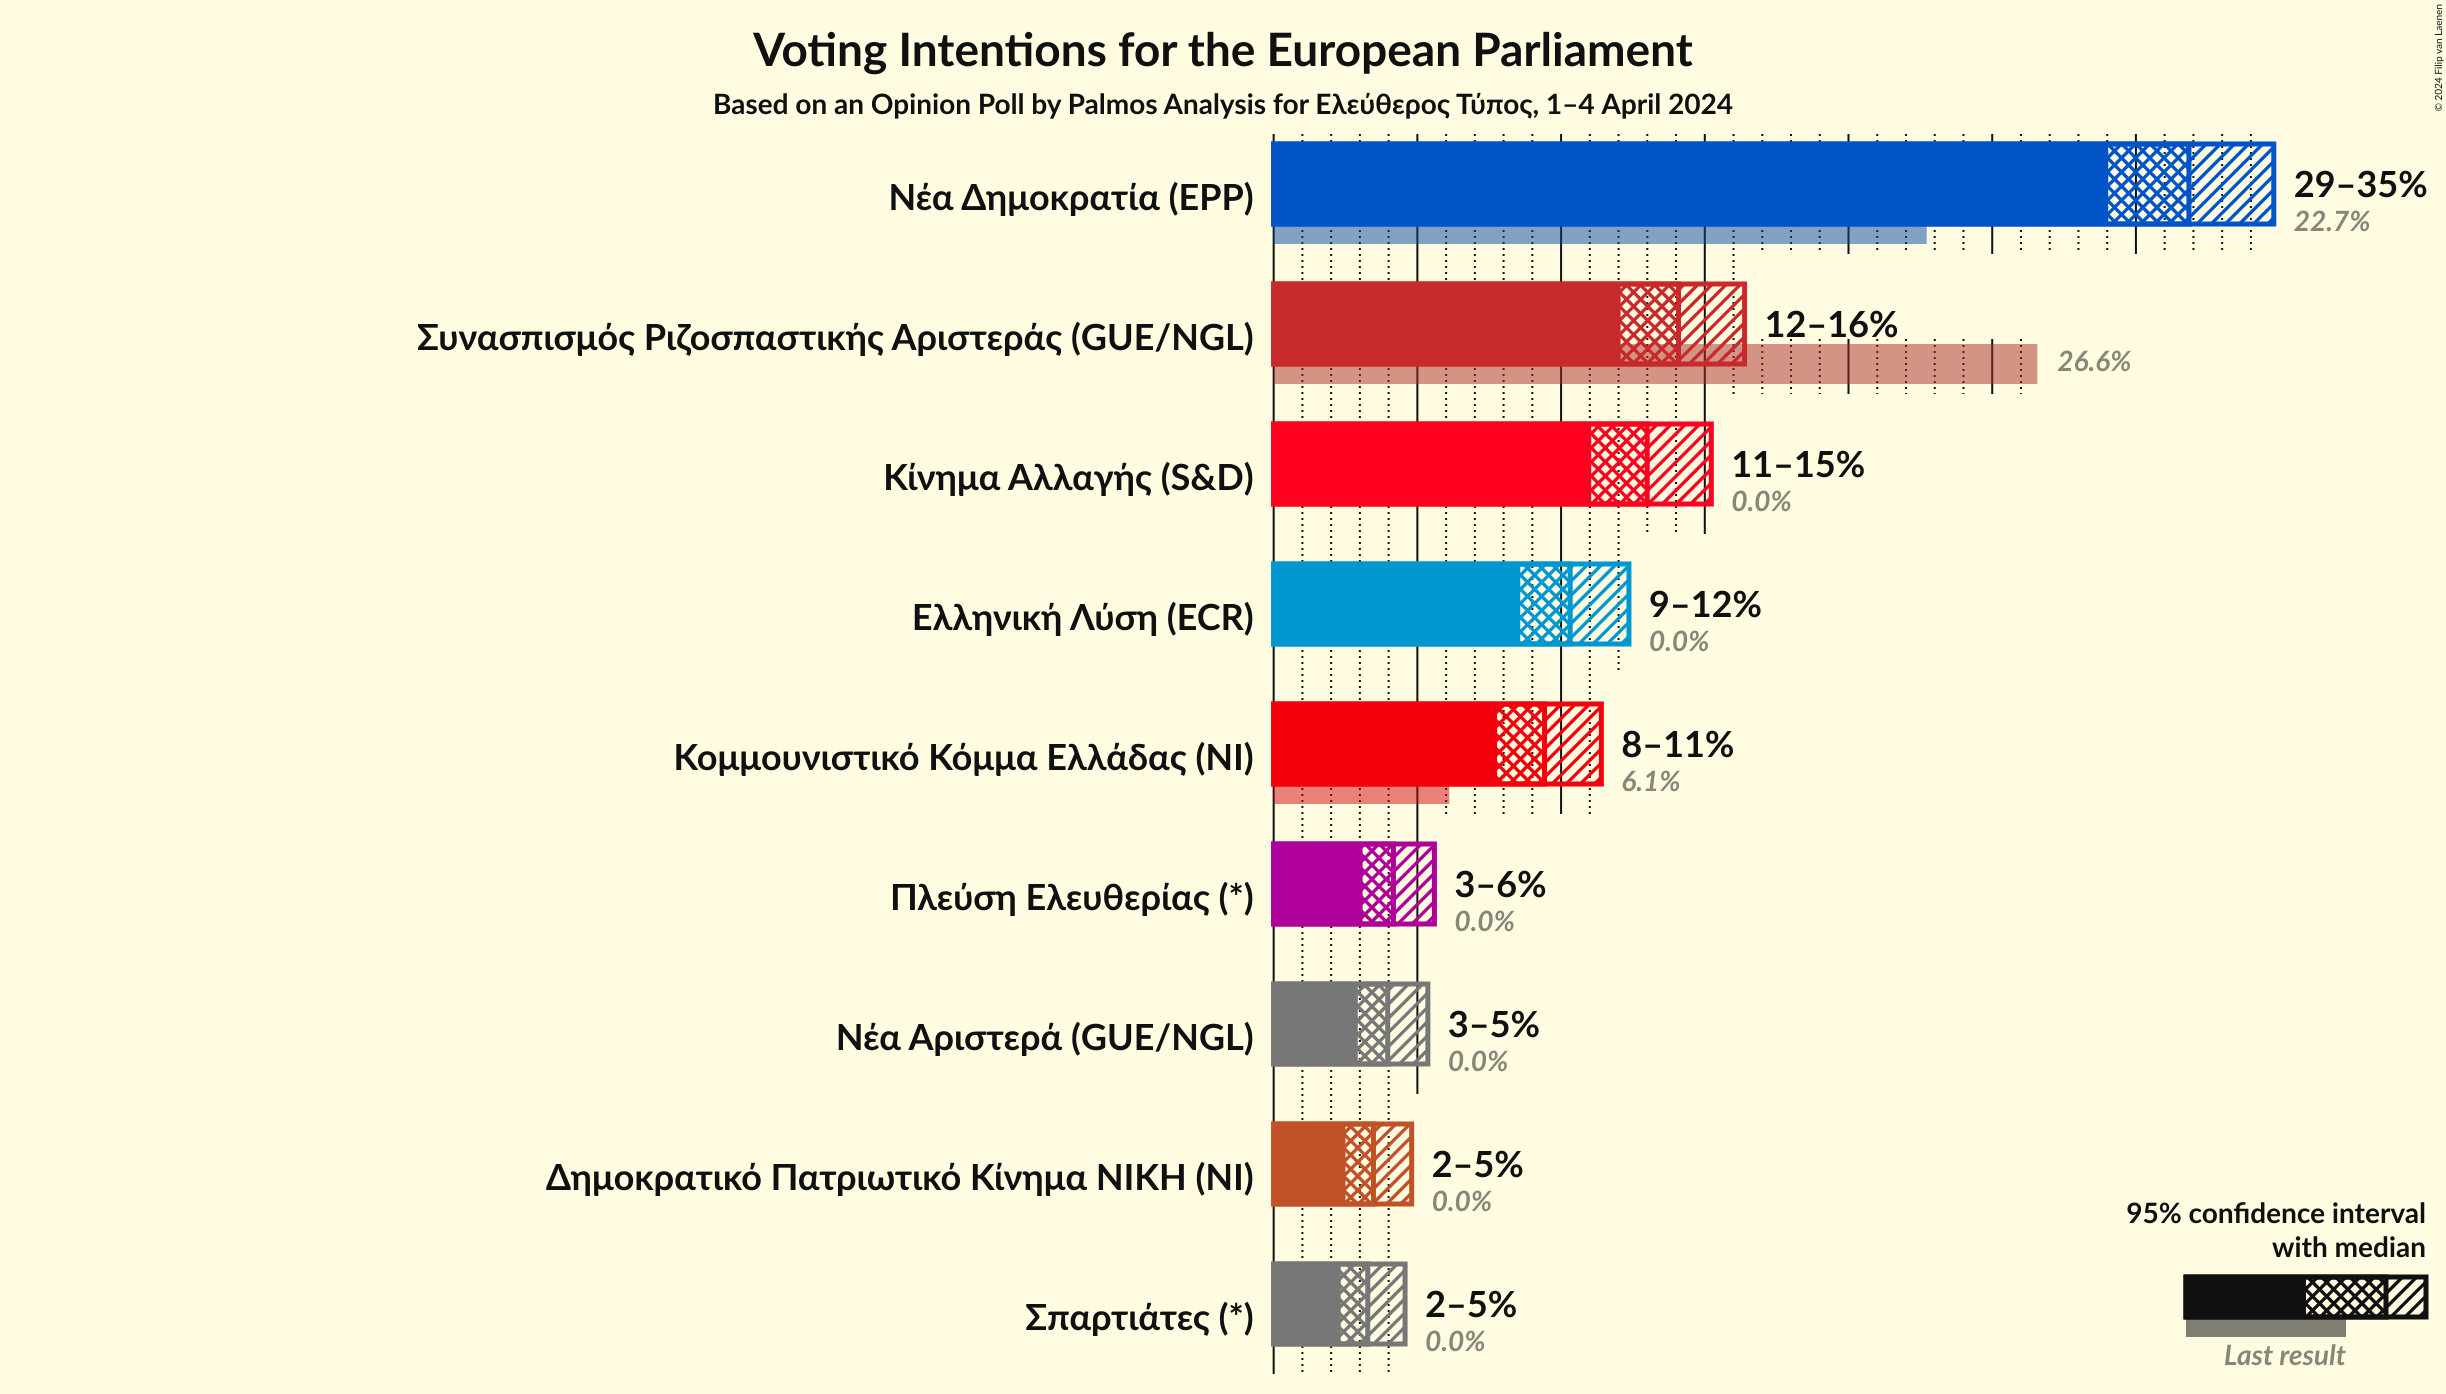 Voting Intentions for the European Parliament
Based on an Opinion Poll by Palmos Analysis for Ελεύθερος Τύπος, 1–4 April 2024
© 2024 Filip van Laenen
Νέα Δημοκρατία (EPP)
29–35%
22.7%
Συνασπισμός Ριζοσπαστικής Αριστεράς (GUE/NGL)
12–16%
26.6%
Κίνημα Αλλαγής (S&D)
11–15%
0.0%
Ελληνική Λύση (ECR)
9–12%
0.0%
Κομμουνιστικό Κόμμα Ελλάδας (NI)
8–11%
6.1%
Πλεύση Ελευθερίας (*)
3–6%
0.0%
Νέα Αριστερά (GUE/NGL)
3–5%
0.0%
Δημοκρατικό Πατριωτικό Κίνημα ΝΙΚΗ (NI)
2–5%
0.0%
Σπαρτιάτες (*)
2–5%
0.0%
95% confidence interval
with median
Last result